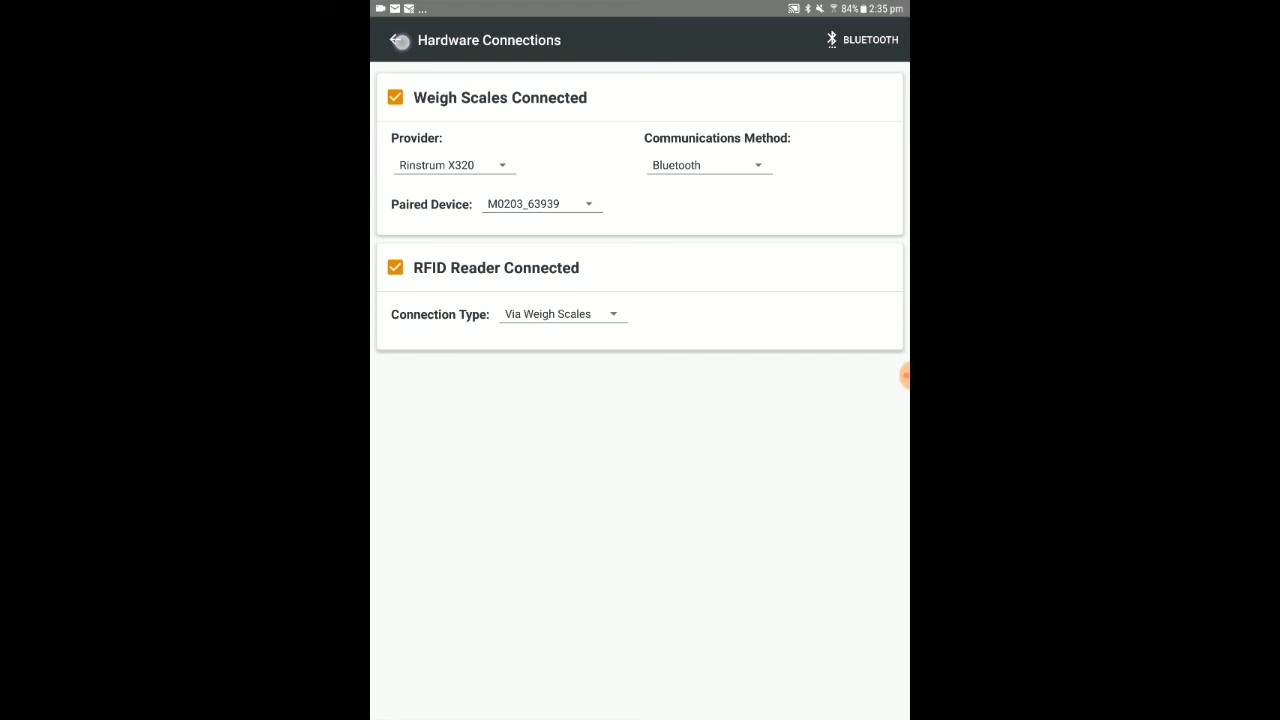 ... 84% 2:35 pm
Hardware Connections BLUETOOTH
Weigh Scales Connected
Provider: Communications Method:
Rinstrum X320 Bluetooth
Paired Device: M0203_63939
RFID Reader Connected
Connection Type: Via Weigh Scales